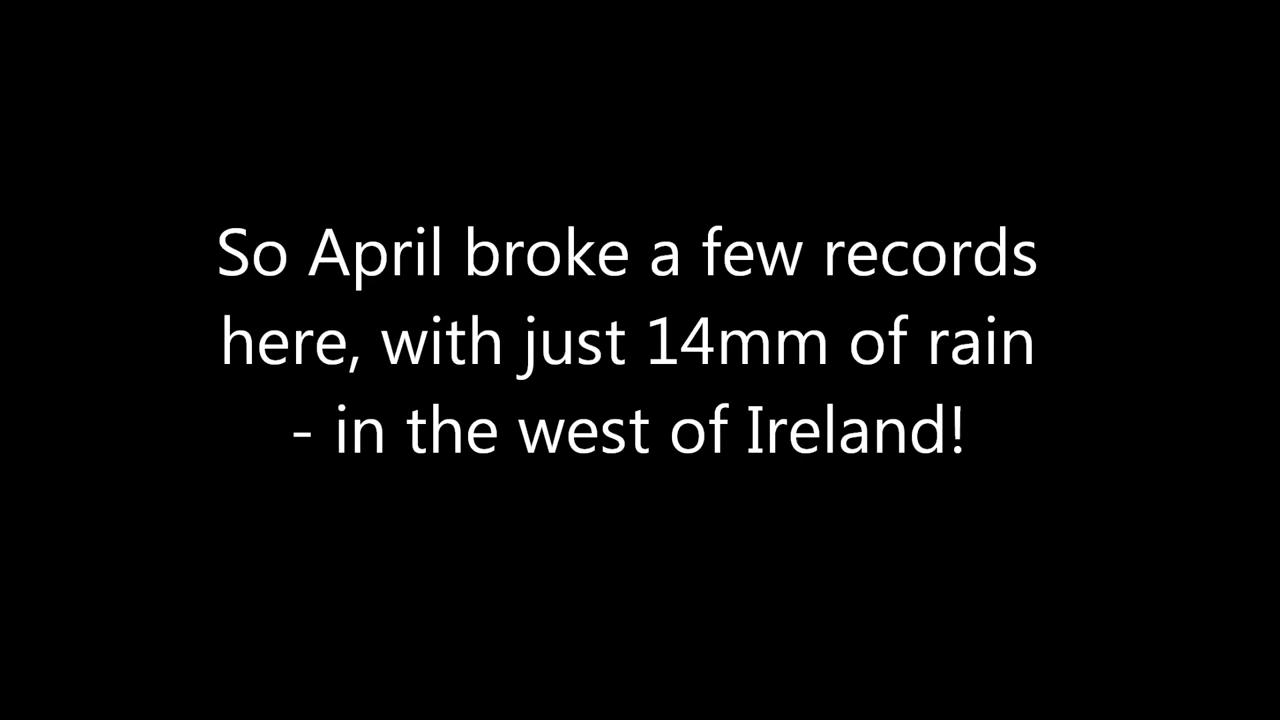 So April broke a few records
here, with just 14mm of rain
- in the west of Ireland!